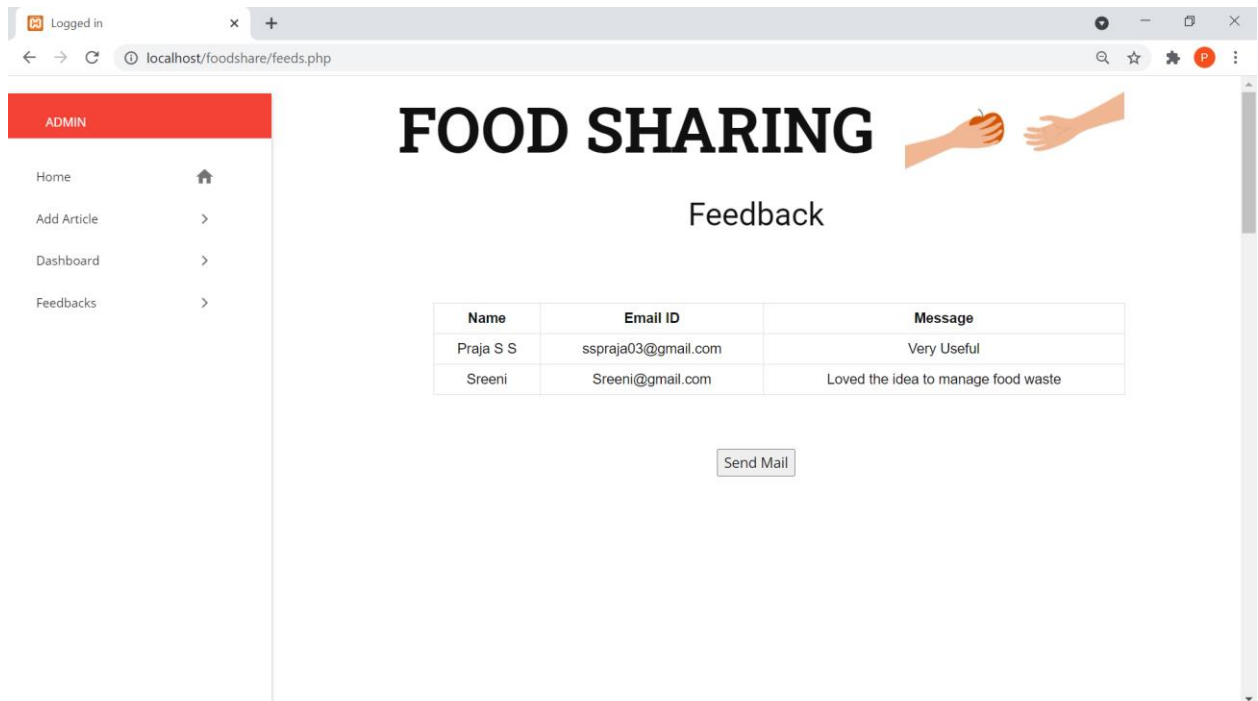 Logged in
localhost/foodshare/feeds.php
P
ADMIN
Home
Add Article
Dashboard
Feedbacks
FOOD SHARING
Feedback
Name Email ID Message
Praja S S sspraja03@gmail.com Very Useful
Sreeni Sreeni@gmail.com Loved the idea to manage food waste
Send Mail